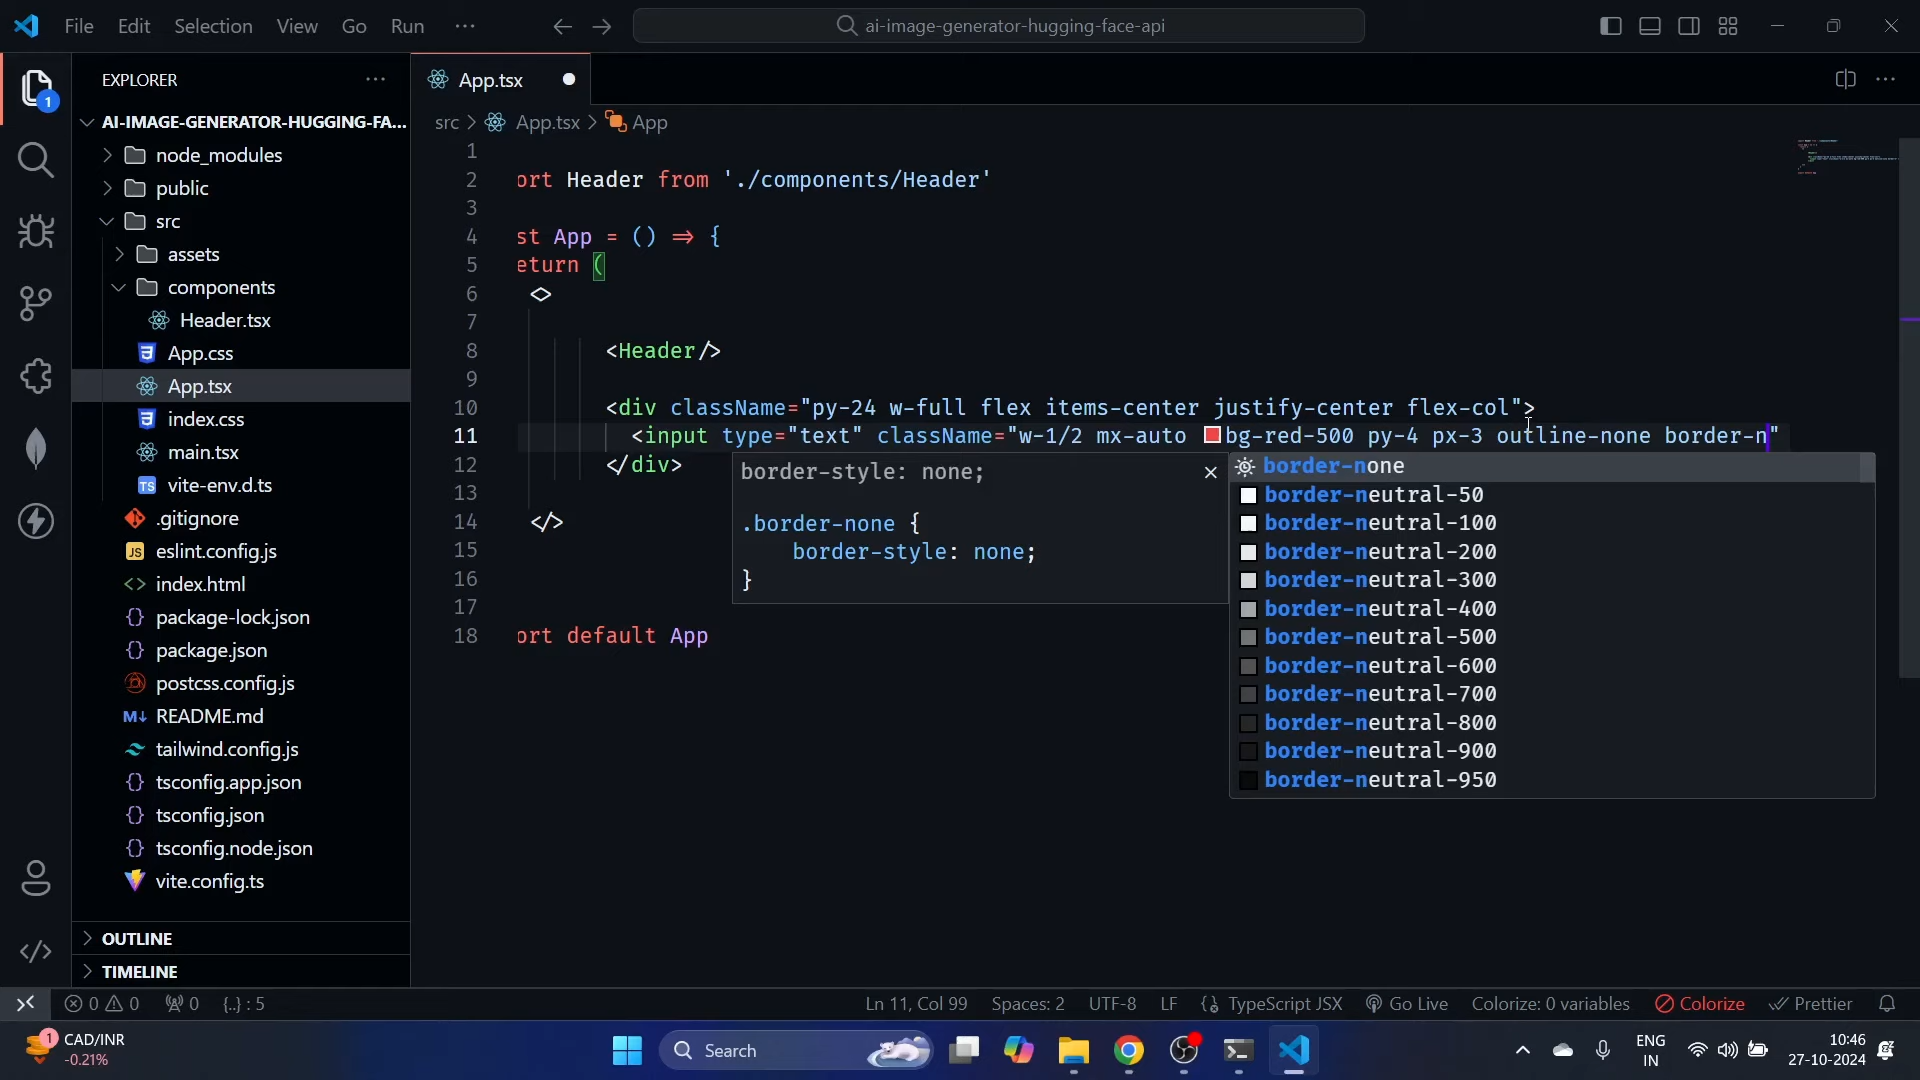 File Edit Selection View Go Run ···
ai-image-generator-hugging-face-api
EXPLORER
1
AI-IMAGE-GENERATOR-HUGGING-FA...
node_modules
public
src
assets
components
Header.tsx
App.css
App.tsx
index.css
main.tsx
TS vite-env.d.ts
.gitignore
JS eslint.config.js
<> index.html
{} package-lock.json
{} package.json
postcss.config.js
M↓ README.md
tailwind.config.js
{} tsconfig.app.json
{} tsconfig.json
{} tsconfig.node.json
vite.config.ts
OUTLINE
TIMELINE
App.tsx
src > App.tsx > App
1
2 ort Header from './components/Header'
3
4 st App = () => {
5 eturn (
6 <>
7
8 <Header/>
9
10 <div className="py-24 w-full flex items-center justify-center flex-col">
11 <input type="text" className="w-1/2 mx-auto bg-red-500 py-4 px-3 outline-none border-n"
12 </div>
13
14 </>
15
16
17
18 ort default App
border-style: none;
.border-none {
border-style: none;
}
border-none
border-neutral-50
border-neutral-100
border-neutral-200
border-neutral-300
border-neutral-400
border-neutral-500
border-neutral-600
border-neutral-700
border-neutral-800
border-neutral-900
border-neutral-950
0 0 0 {..} : 5
Ln 11, Col 99 Spaces: 2 UTF-8 LF {} TypeScript JSX Go Live Colorize: 0 variables Colorize Prettier
1 CAD/INR
-0.21%
Search
ENG
IN
10:46
27-10-2024